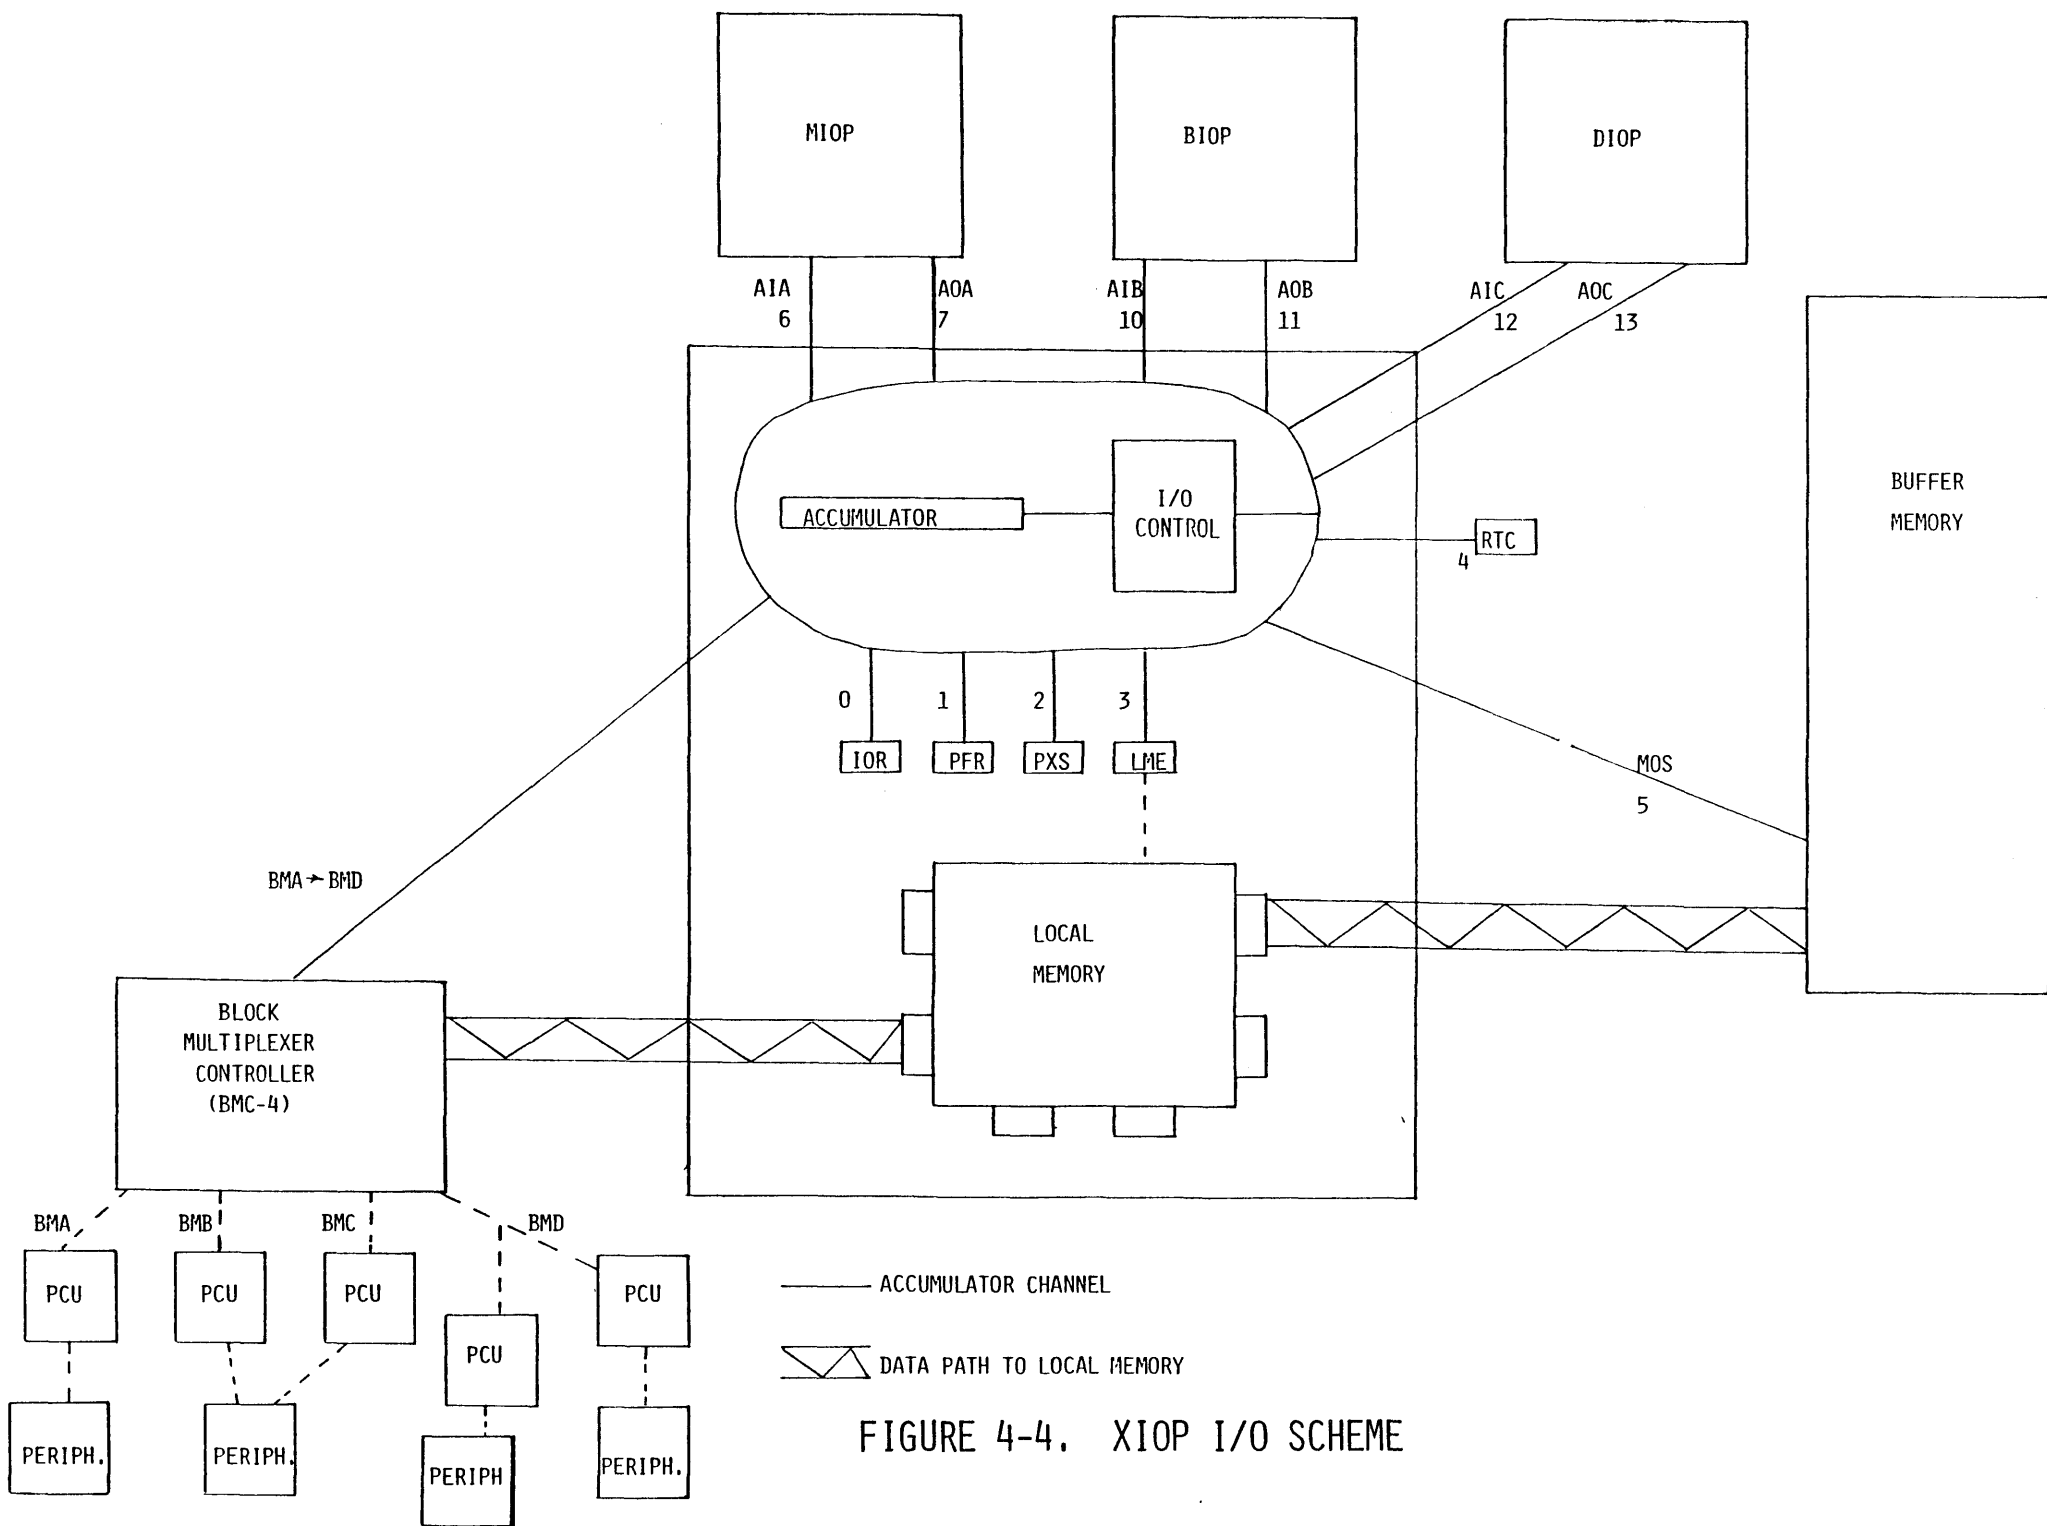 MIOP
BIOP
DIOP
AIA
6
AOA
7
AIB
10
AOB
11
AIC
12
AOC
13
BUFFER
MEMORY
ACCUMULATOR
I/O
CONTROL
RTC
4
0
1
2
3
IOR
PFR
PXS
LME
MOS
5
BMA→BMD
LOCAL
MEMORY
BLOCK
MULTIPLEXER
CONTROLLER
(BMC-4)
BMA
BMB
BMC
BMD
PCU
PCU
PCU
PCU
PCU
PERIPH.
PERIPH.
PERIPH
PERIPH.
ACCUMULATOR CHANNEL
DATA PATH TO LOCAL MEMORY
FIGURE 4-4. XIOP I/O SCHEME